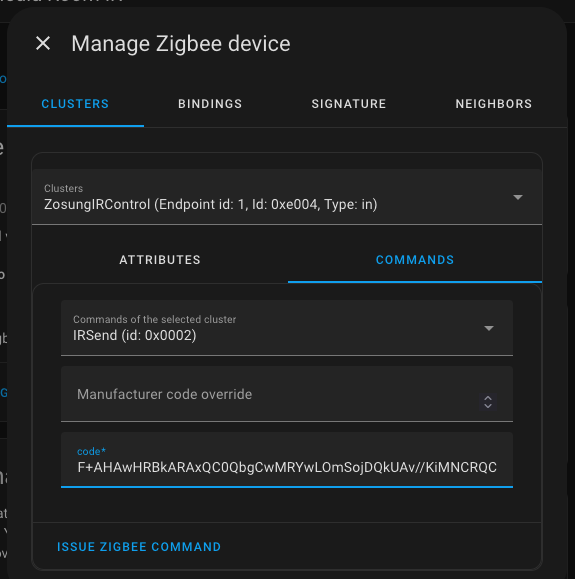 Manage Zigbee device
CLUSTERS
BINDINGS
SIGNATURE
NEIGHBORS
Clusters
ZosungIRControl (Endpoint id: 1, Id: 0xe004, Type: in)
ATTRIBUTES
COMMANDS
Commands of the selected cluster
IRSend (id: 0x0002)
Manufacturer code override
code*
F+AHAwHRBkARAxQC0QbgCwMRYwLOmSojDQkUAv//KiMNCRQC
ISSUE ZIGBEE COMMAND